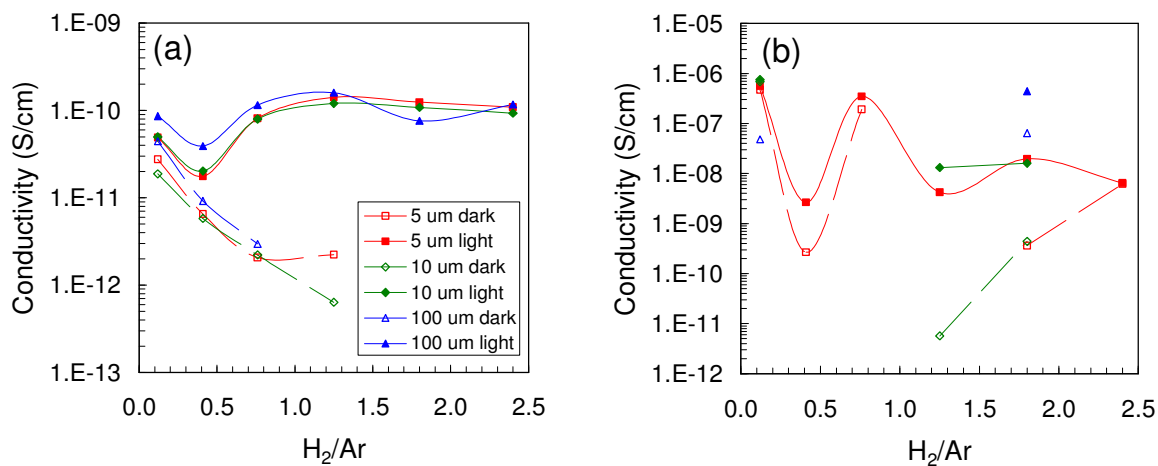 (a)
Conductivity (S/cm)
1.E-09
1.E-10
1.E-11
1.E-12
1.E-13
0.0 0.5 1.0 1.5 2.0 2.5
H₂/Ar
5 um dark
5 um light
10 um dark
10 um light
100 um dark
100 um light
(b)
Conductivity (S/cm)
1.E-05
1.E-06
1.E-07
1.E-08
1.E-09
1.E-10
1.E-11
1.E-12
0.0 0.5 1.0 1.5 2.0 2.5
H₂/Ar